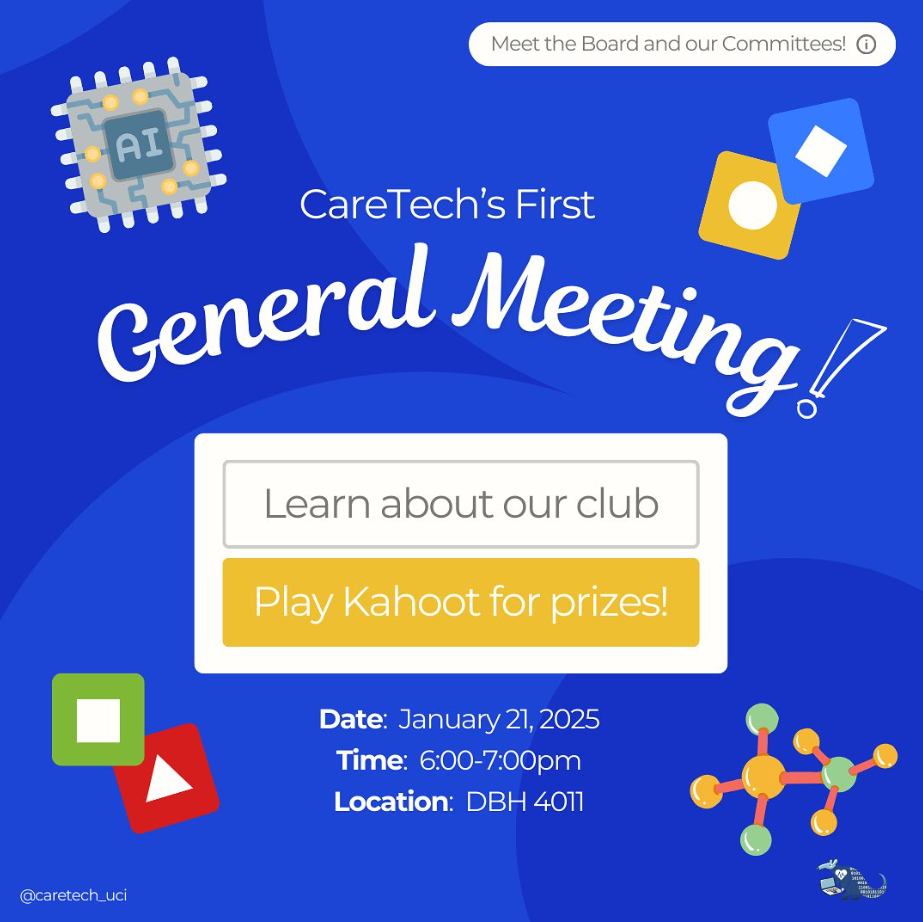 Meet the Board and our Committees!
AI
CareTech's First
General Meeting!
Learn about our club
Play Kahoot for prizes!
Date: January 21, 2025
Time: 6:00-7:00pm
Location: DBH 4011
@caretech_uci